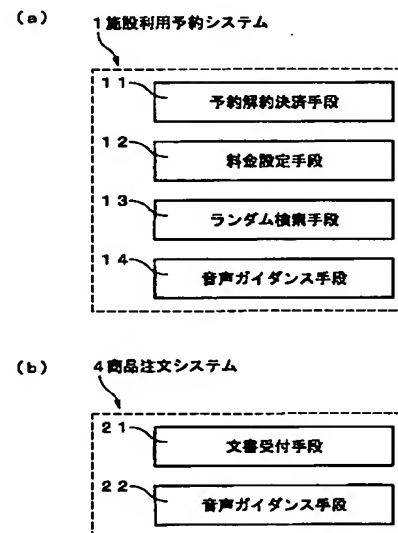 (a) 1施設利用予約システム
11 予約解約決済手段
12 料金設定手段
13 ランダム検索手段
14 音声ガイダンス手段
(b) 4商品注文システム
21 文書受付手段
22 音声ガイダンス手段